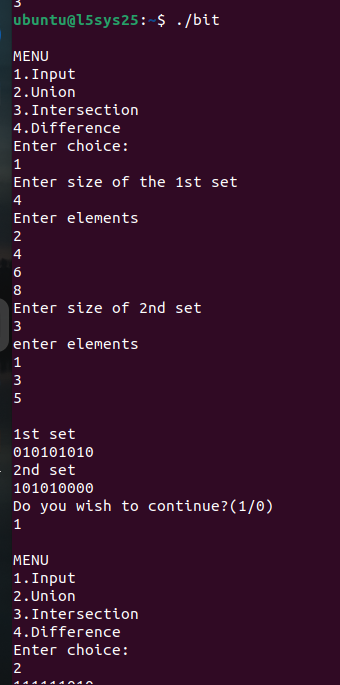 3
ubuntu@l5sys25:~$ ./bit
MENU
1.Input
2.Union
3.Intersection
4.Difference
Enter choice:
1
Enter size of the 1st set
4
Enter elements
2
4
6
8
Enter size of 2nd set
3
enter elements
1
3
5
1st set
010101010
2nd set
101010000
Do you wish to continue?(1/0)
1
MENU
1.Input
2.Union
3.Intersection
4.Difference
Enter choice:
2
111111010